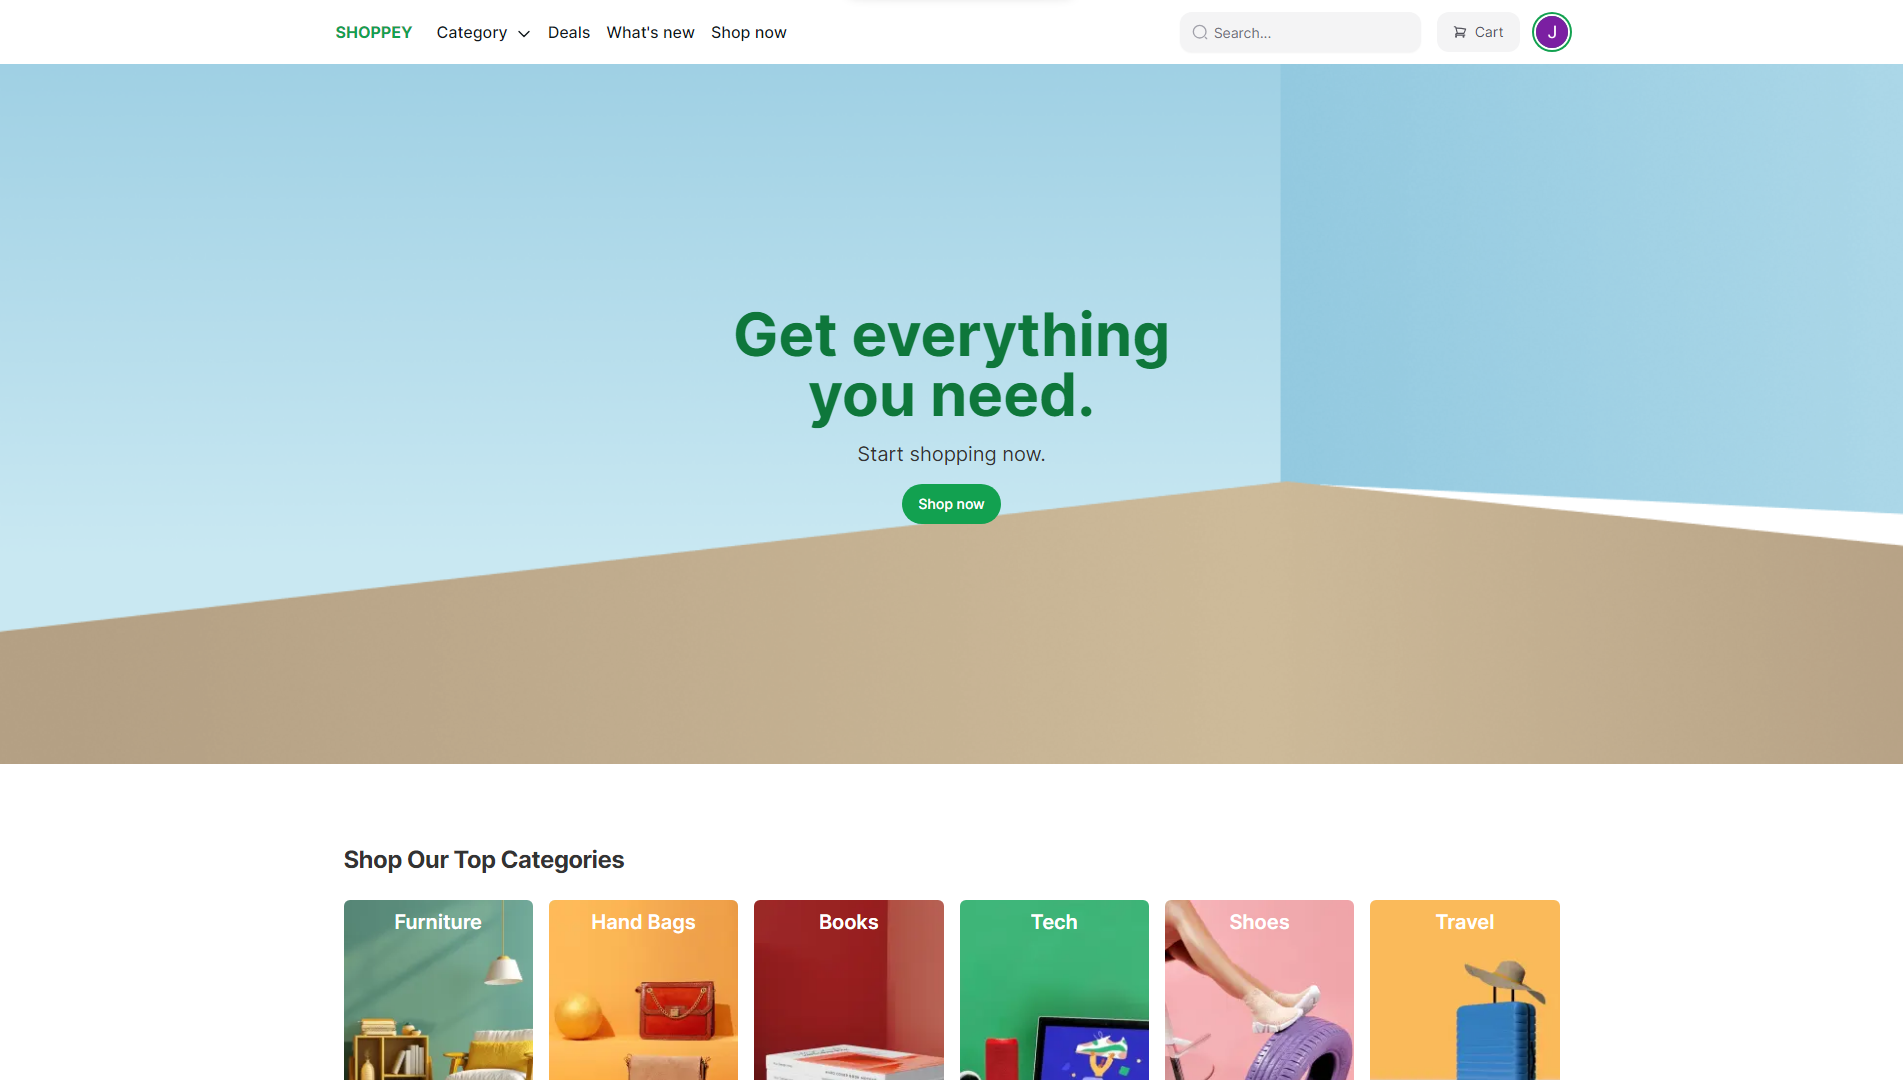 SHOPPEY
Category
Deals
What's new
Shop now
Search...
Cart
J
Get everything
you need.
Start shopping now.
Shop now
Shop Our Top Categories
Furniture
Hand Bags
Books
Tech
Shoes
Travel